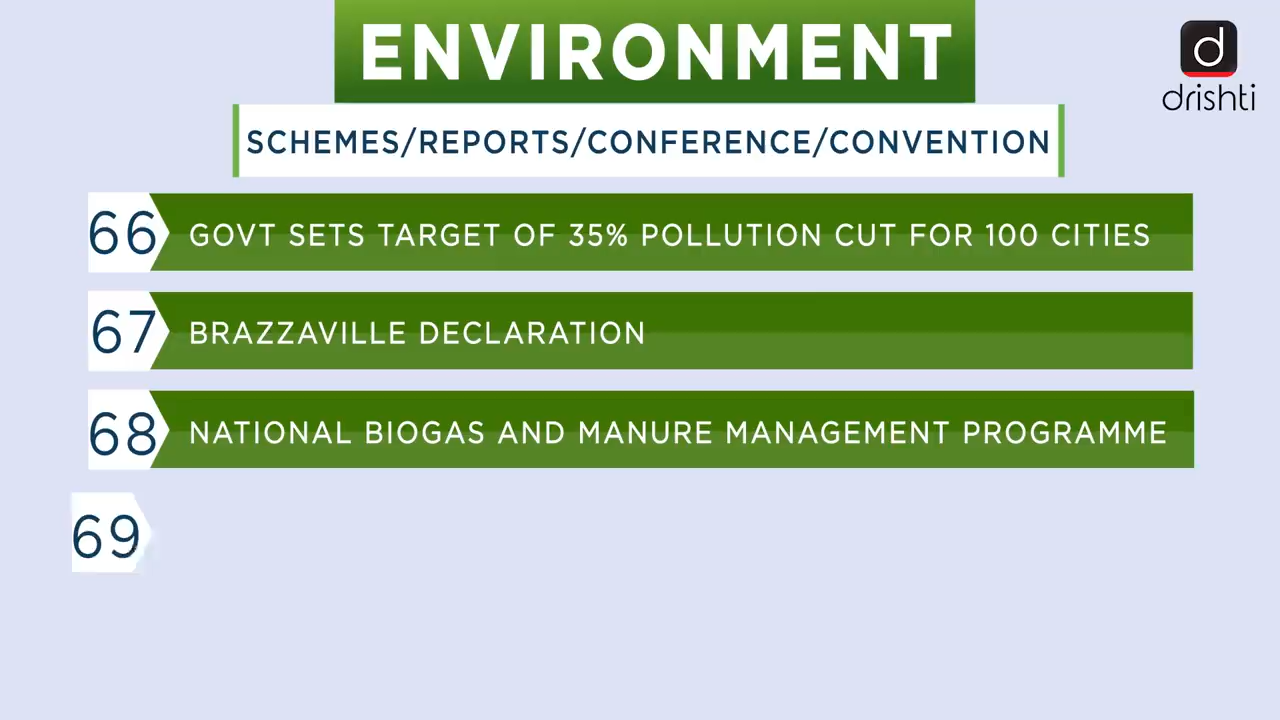 ENVIRONMENT
d
drishti
SCHEMES/REPORTS/CONFERENCE/CONVENTION
66 GOVT SETS TARGET OF 35% POLLUTION CUT FOR 100 CITIES
67 BRAZZAVILLE DECLARATION
68 NATIONAL BIOGAS AND MANURE MANAGEMENT PROGRAMME
69